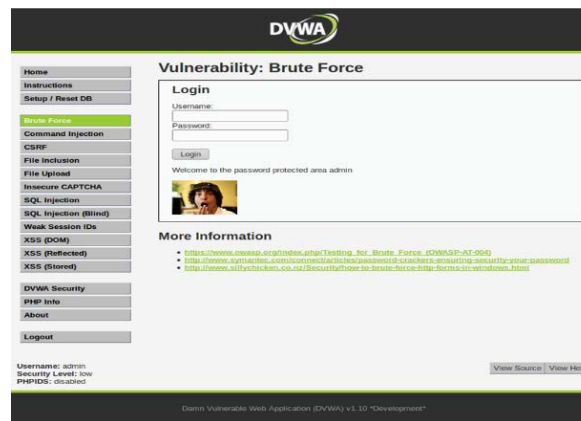 DVWA
Home
Instructions
Setup / Reset DB
Brute Force
Command Injection
CSRF
File Inclusion
File Upload
Insecure CAPTCHA
SQL Injection
SQL Injection (Blind)
Weak Session IDs
XSS (DOM)
XSS (Reflected)
XSS (Stored)
DVWA Security
PHP Info
About
Logout
Vulnerability: Brute Force
Login
Username:
Password:
Login
Welcome to the password protected area admin
More Information
https://www.owasp.org/index.php/Testing_for_Brute_Force_(OWASP-AT-004)
http://www.symantec.com/connect/articles/password-crackers-ensuring-security-your-password
http://www.sillychicken.co.nz/Security/how-to-brute-force-http-forms-in-windows.html
Username: admin
Security Level: low
PHPIDS: disabled
View Source
View He
Damn Vulnerable Web Application (DVWA) v1.10 *Development*